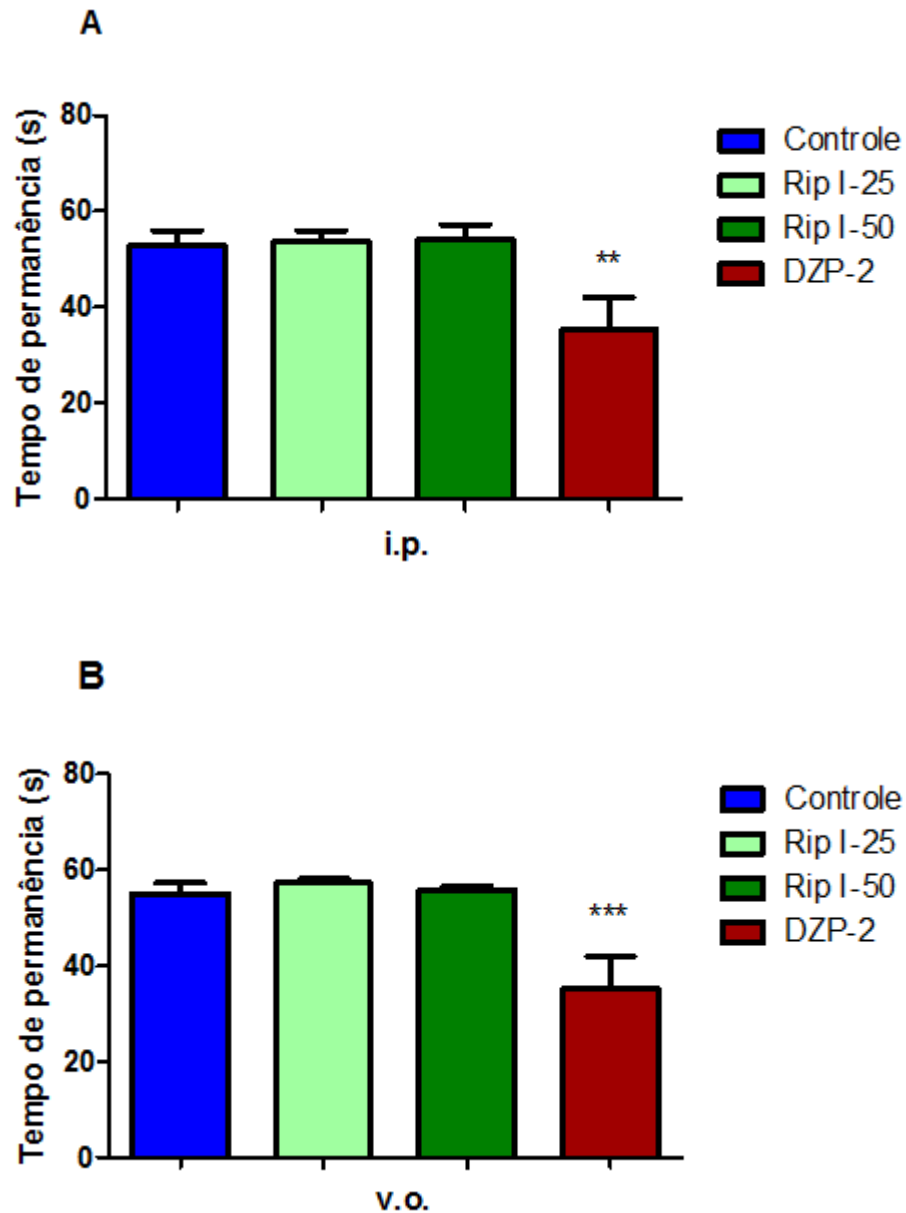 A
Tempo de permanência (s)
80
60
40
20
0
**
i.p.
Controle
Rip I-25
Rip I-50
DZP-2
B
Tempo de permanência (s)
80
60
40
20
0
***
v.o.
Controle
Rip I-25
Rip I-50
DZP-2